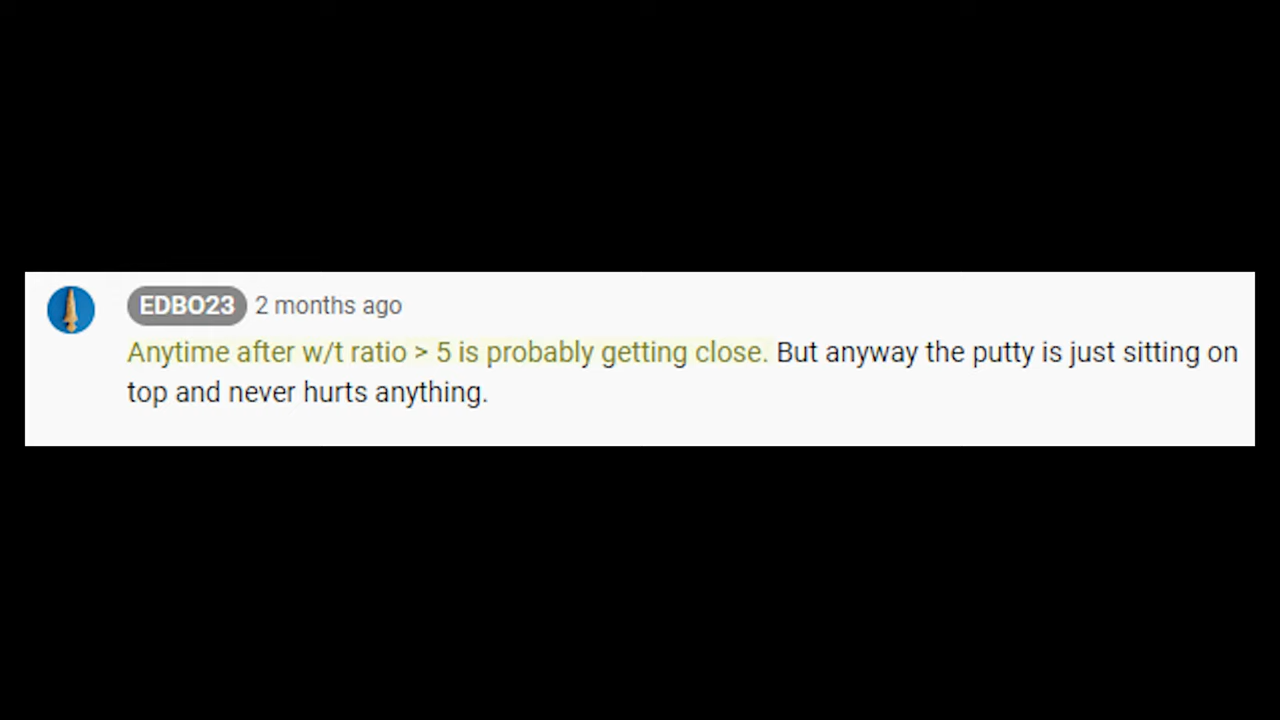 EDBO23 2 months ago
Anytime after w/t ratio > 5 is probably getting close. But anyway the putty is just sitting on
top and never hurts anything.